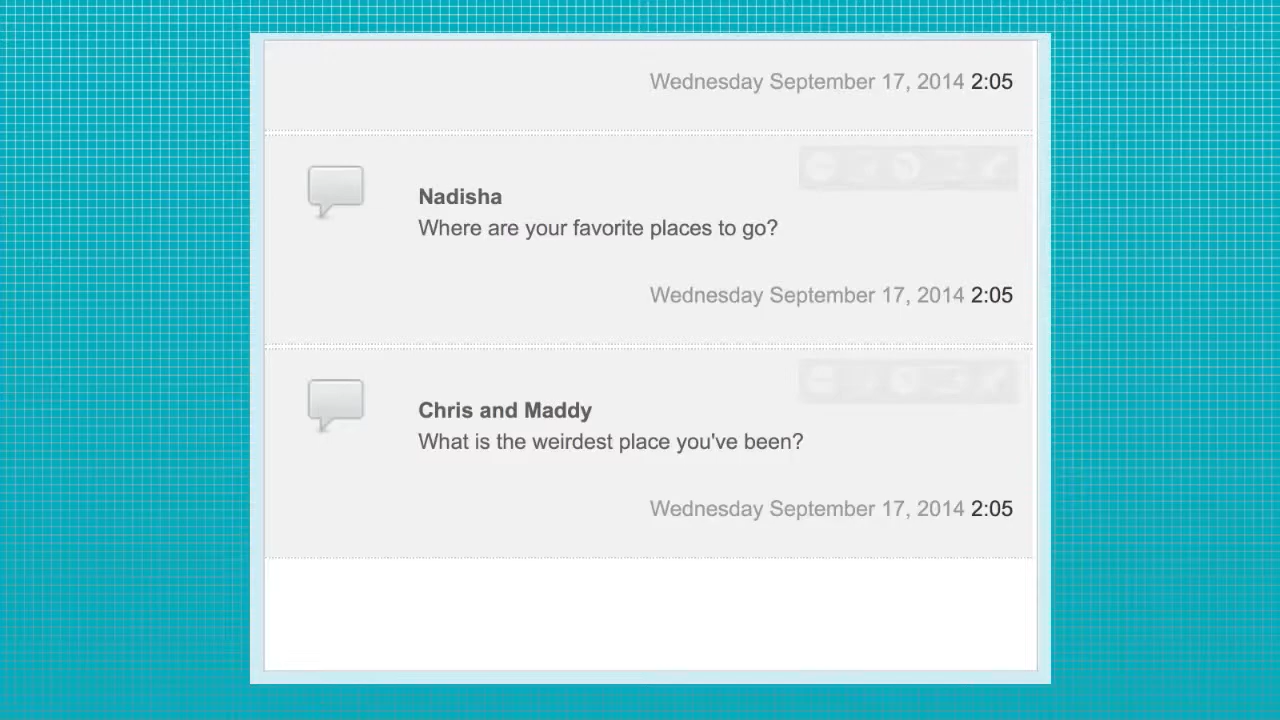 Wednesday September 17, 2014 2:05
Nadisha
Where are your favorite places to go?
Wednesday September 17, 2014 2:05
Chris and Maddy
What is the weirdest place you've been?
Wednesday September 17, 2014 2:05